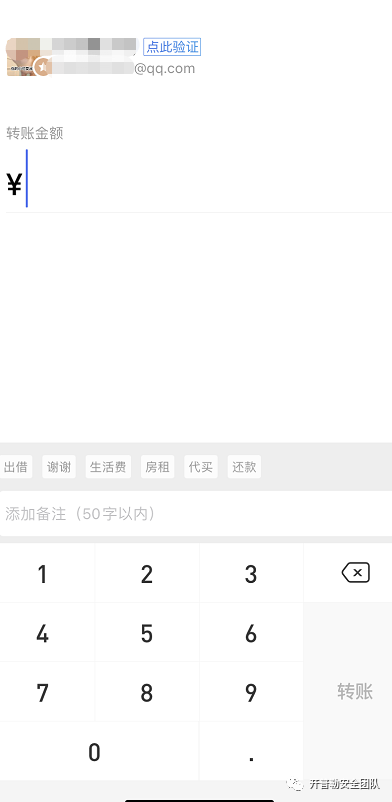 点此验证
@qq.com
转账金额
¥
出借 谢谢 生活费 房租 代买 还款
添加备注（50字以内）
1 2 3
4 5 6
7 8 9
转账
0 .
开普勒安全团队